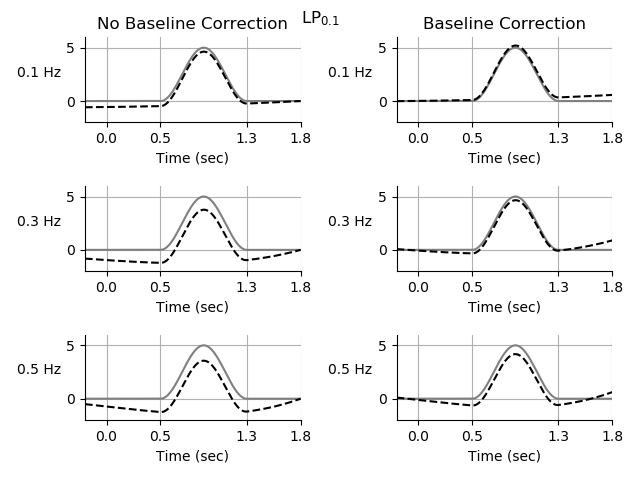 LP0.1
No Baseline Correction Baseline Correction
0.1 Hz 5 0 0.0 0.5 1.3 1.8 Time (sec)
0.1 Hz 5 0 0.0 0.5 1.3 1.8 Time (sec)
0.3 Hz 5 0 0.0 0.5 1.3 1.8 Time (sec)
0.3 Hz 5 0 0.0 0.5 1.3 1.8 Time (sec)
0.5 Hz 5 0 0.0 0.5 1.3 1.8 Time (sec)
0.5 Hz 5 0 0.0 0.5 1.3 1.8 Time (sec)